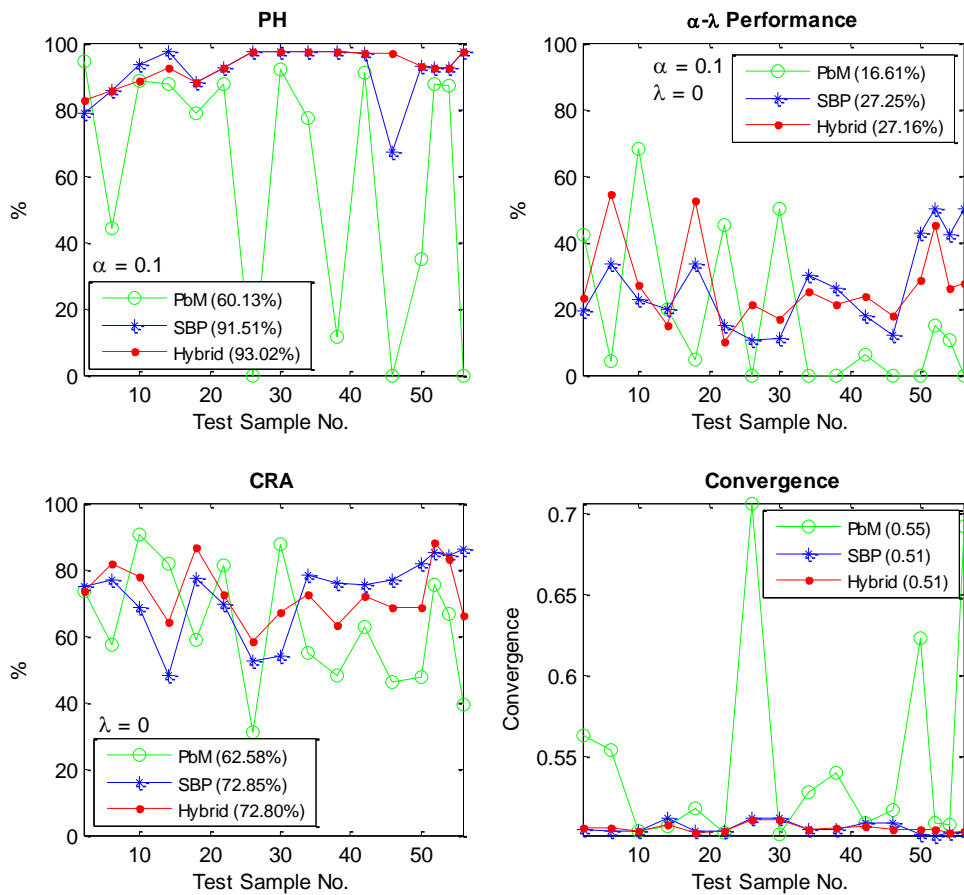 PH
100
80
60
40
20
0
%
α = 0.1
PbM (60.13%)
SBP (91.51%)
Hybrid (93.02%)
10 20 30 40 50
Test Sample No.
α-λ Performance
100
80
60
40
20
0
%
α = 0.1
λ = 0
PbM (16.61%)
SBP (27.25%)
Hybrid (27.16%)
10 20 30 40 50
Test Sample No.
CRA
100
80
60
40
20
0
%
λ = 0
PbM (62.58%)
SBP (72.85%)
Hybrid (72.80%)
10 20 30 40 50
Test Sample No.
Convergence
0.7
0.65
0.6
0.55
Convergence
PbM (0.55)
SBP (0.51)
Hybrid (0.51)
10 20 30 40 50
Test Sample No.